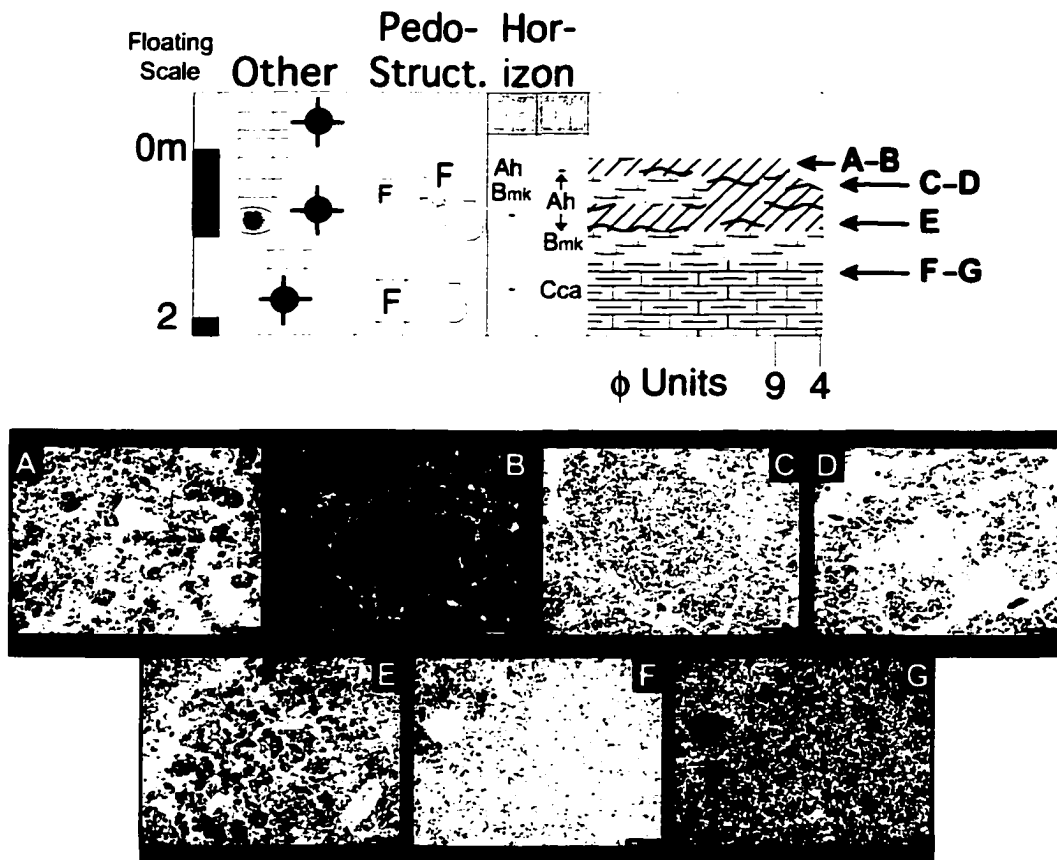 Floating
Scale
Other
Pedo-
Struct.
Hor-
izon
0m
2
F
F
F
Ah
Bmk
Ah
Bmk
Cca
A-B
C-D
E
F-G
ϕ Units 9 4
A B C D
E F G